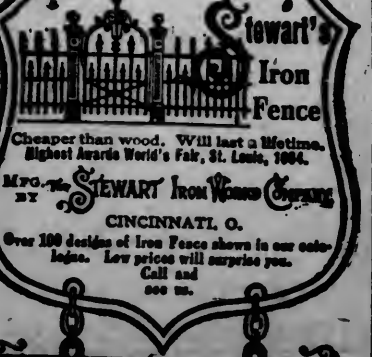 Stewart's
Iron
Fence
Cheaper than wood. Will last a lifetime.
Highest Awards World's Fair, St. Louis, 1904.
MFG. BY The STEWART IRON WORKS COMPANY
CINCINNATI, O.
Over 100 designs of Iron Fence shown in our cata-
logue. Low prices will surprise you.
Call and
see us.